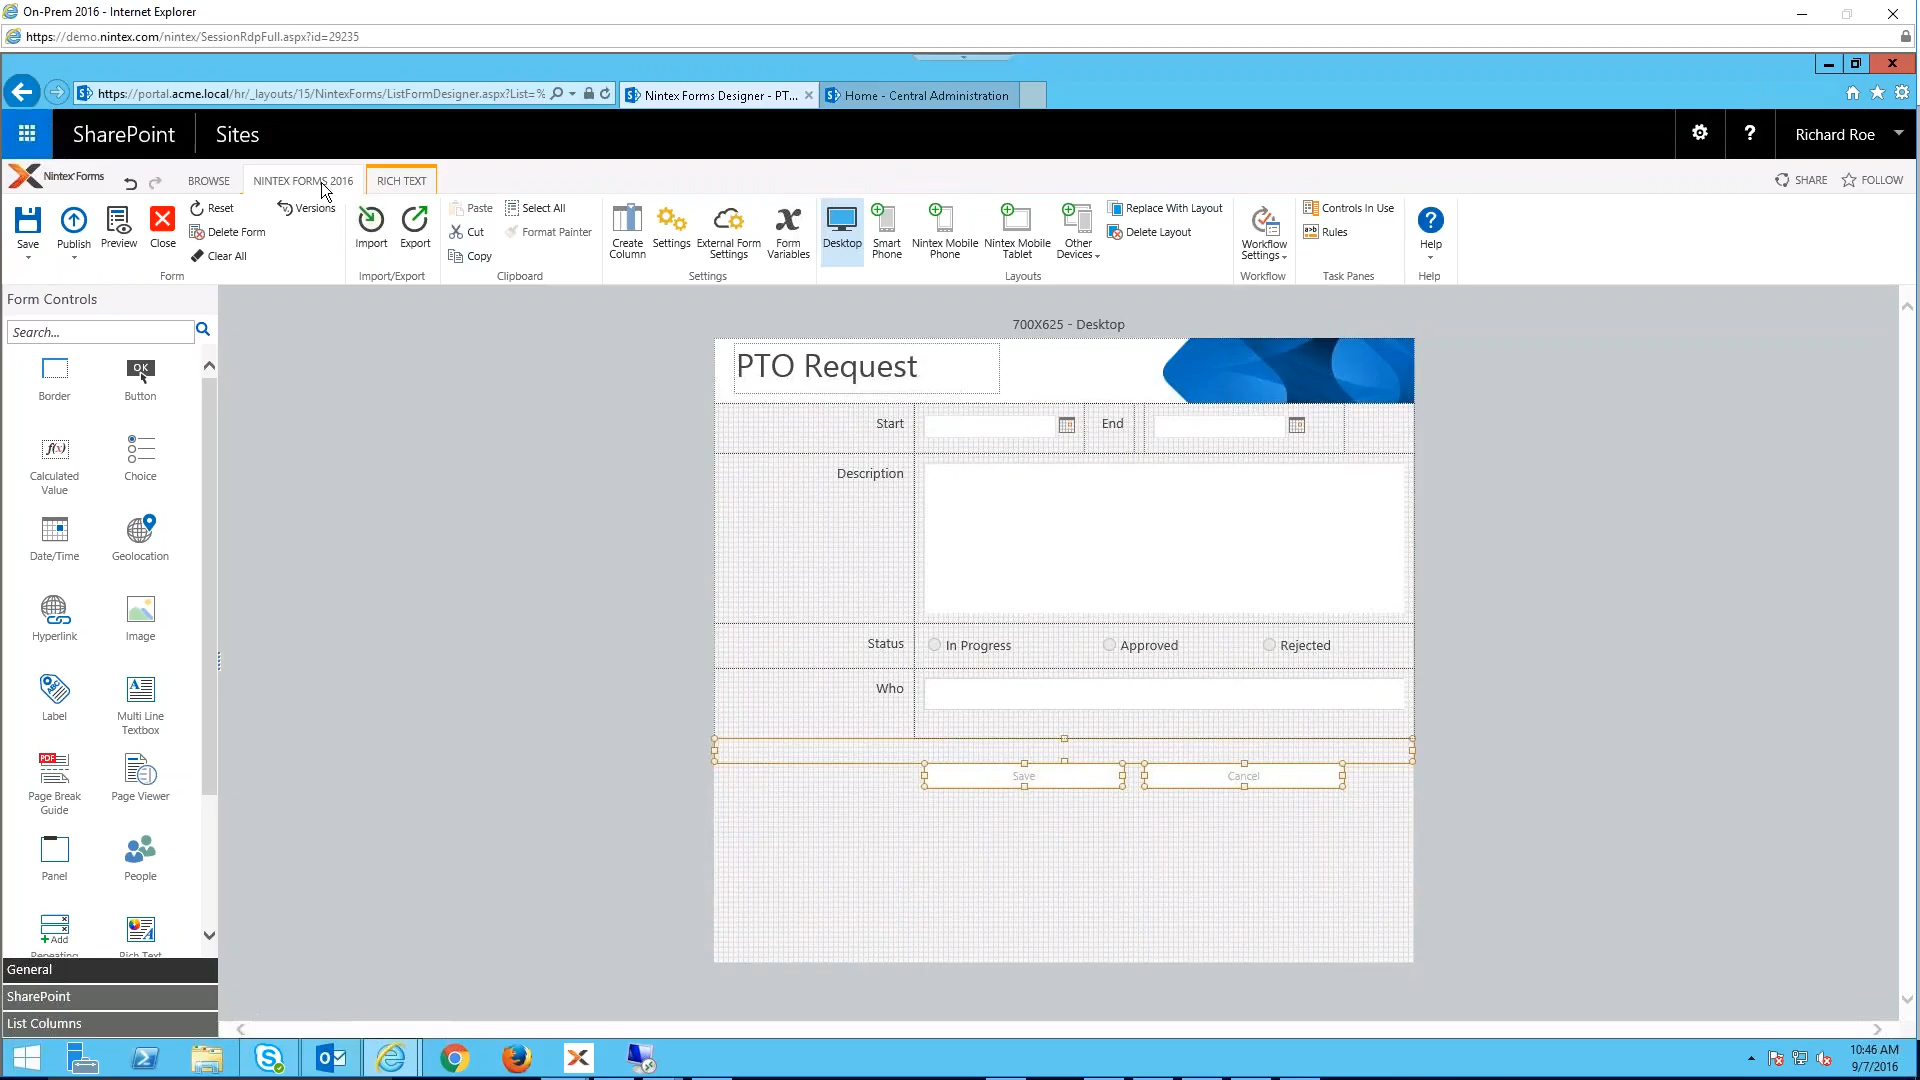 On-Prem 2016 - Internet Explorer
https://demo.nintex.com/nintex/SessionRdpFull.aspx?id=29235
https://portal.acme.local/hr/_layouts/15/NintexForms/ListFormDesigner.aspx?List=%
Nintex Forms Designer - PT...
Home - Central Administration
SharePoint
Sites
Richard Roe
Nintex Forms
BROWSE
NINTEX FORMS 2016
RICH TEXT
SHARE
FOLLOW
Save
Publish
Preview
Close
Reset
Delete Form
Clear All
Versions
Form
Import
Export
Import/Export
Paste
Cut
Copy
Select All
Format Painter
Clipboard
Create Column
Settings
External Form Settings
Form Variables
Settings
Desktop
Smart Phone
Nintex Mobile Phone
Nintex Mobile Tablet
Other Devices
Replace With Layout
Delete Layout
Layouts
Workflow Settings
Workflow
Controls In Use
Rules
Task Panes
Help
Help
Form Controls
Search...
Border
OK
Button
f(x)
Calculated Value
Choice
Date/Time
Geolocation
Hyperlink
Image
ABC
Label
A
Multi Line Textbox
PDF
Page Break Guide
Page Viewer
Panel
People
+Add
Repeating
Rich Text
General
SharePoint
List Columns
700X625 - Desktop
PTO Request
Start
End
Description
Status
In Progress
Approved
Rejected
Who
Save
Cancel
10:46 AM
9/7/2016